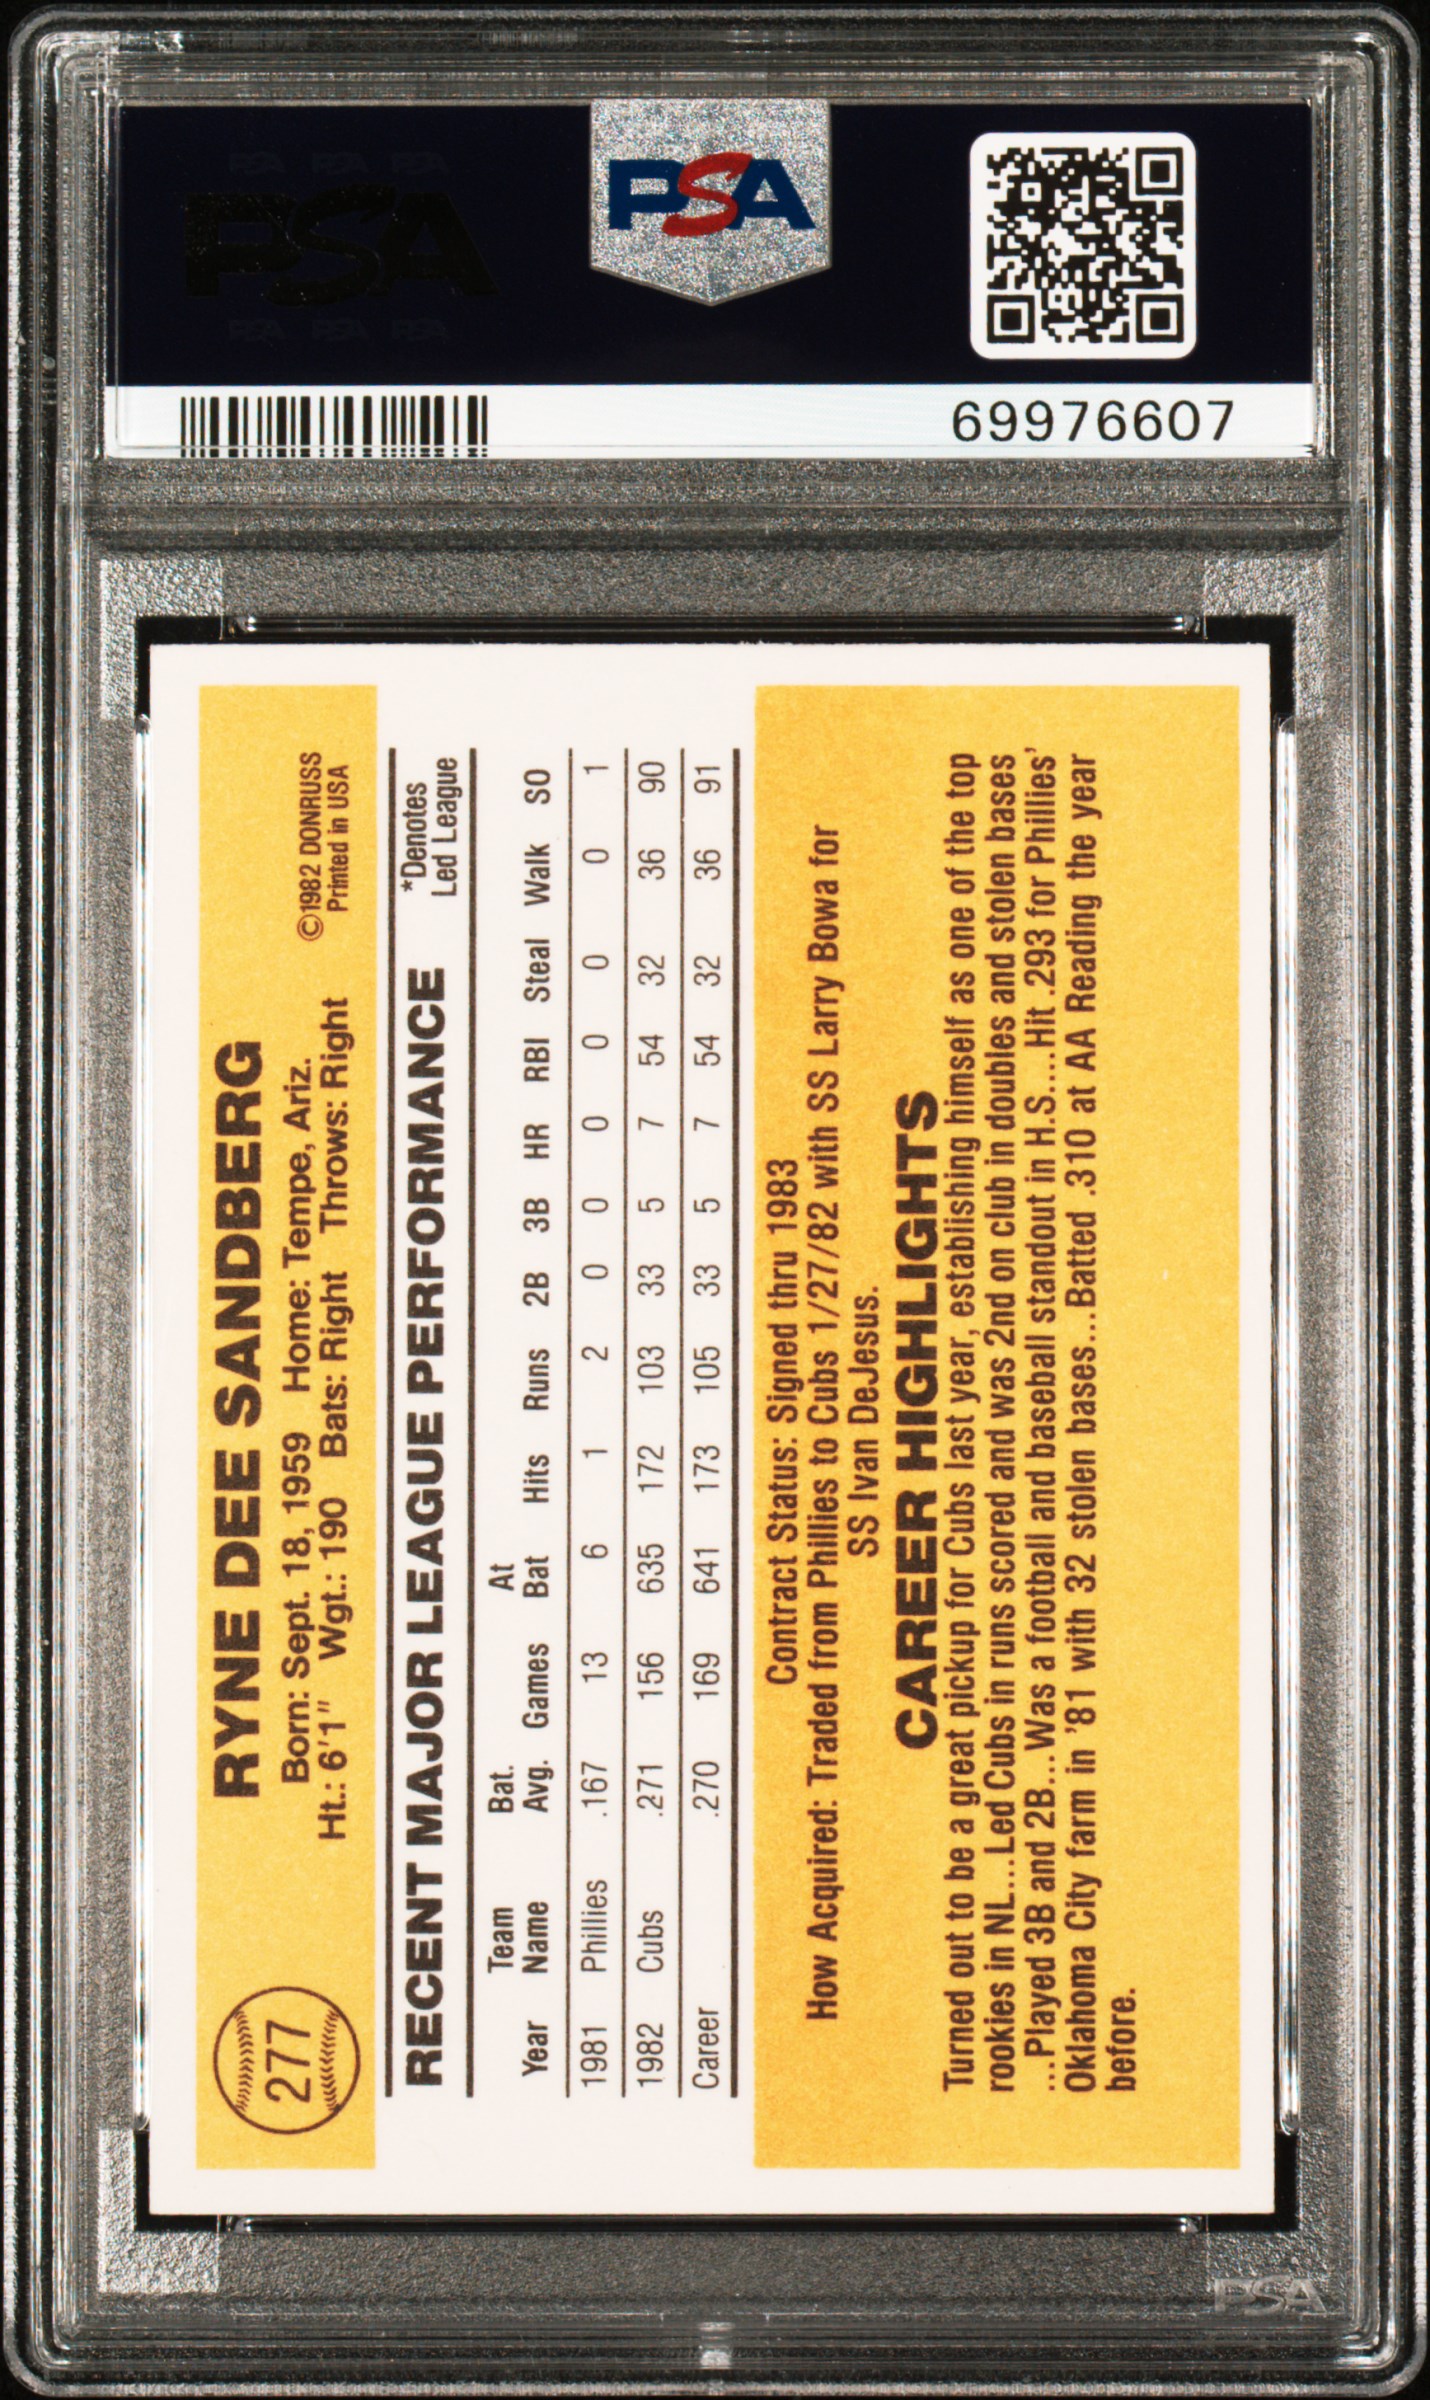 PSA PSA PSA
PSA
PSA PSA PSA
PSA
69976607
277
RYNE DEE SANDBERG
Born: Sept. 18, 1959 Home: Tempe, Ariz.
Ht.: 6'1" Wgt.: 190 Bats: Right Throws: Right
©1982 DONRUSS
Printed in USA
RECENT MAJOR LEAGUE PERFORMANCE
*Denotes
Led League
Team Bat. At
Year Name Avg. Games Bat Hits Runs 2B 3B HR RBI Steal Walk SO
1981 Phillies .167 13 6 1 2 0 0 0 0 0 0 1
1982 Cubs .271 156 635 172 103 33 5 7 54 32 36 90
Career .270 169 641 173 105 33 5 7 54 32 36 91
Contract Status: Signed thru 1983
How Acquired: Traded from Phillies to Cubs 1/27/82 with SS Larry Bowa for
SS Ivan DeJesus.
CAREER HIGHLIGHTS
Turned out to be a great pickup for Cubs last year, establishing himself as one of the top
rookies in NL...Led Cubs in runs scored and was 2nd on club in doubles and stolen bases
...Played 3B and 2B...Was a football and baseball standout in H.S....Hit .293 for Phillies'
Oklahoma City farm in '81 with 32 stolen bases...Batted .310 at AA Reading the year
before.
PSA